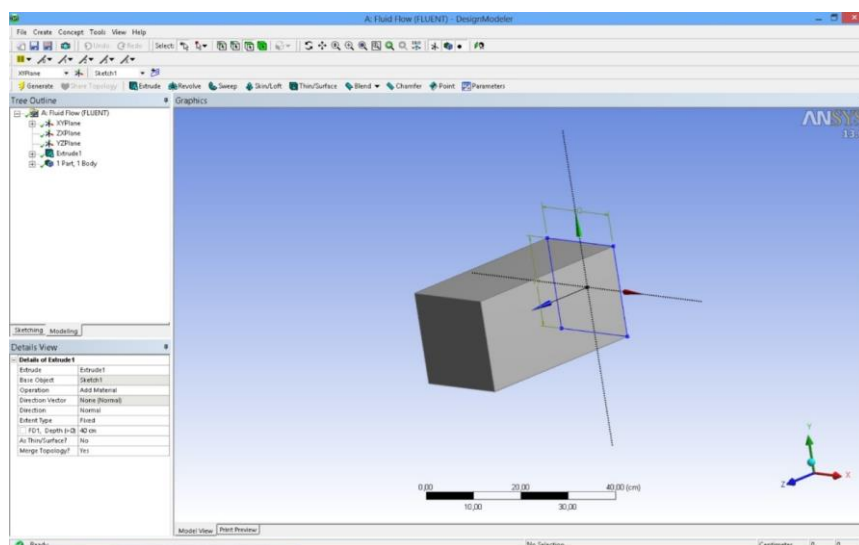 A: Fluid Flow (FLUENT) - DesignModeler
File Create Concept Tools View Help
Undo Redo Select:
XYPlane Sketch1
Generate Share Topology Extrude Revolve Sweep Skin/Loft Thin/Surface Blend Chamfer Point Parameters
Tree Outline
Graphics
A: Fluid Flow (FLUENT)
XYPlane
ZXPlane
YZPlane
Extrude1
1 Part, 1 Body
ANSYS
Sketching Modeling
Details View
Details of Extrude1
Extrude Extrude1
Base Object Sketch1
Operation Add Material
Direction Vector None (Normal)
Direction Normal
Extent Type Fixed
FD1, Depth (>0) 40 cm
As Thin/Surface? No
Merge Topology? Yes
0,00 20,00 40,00 (cm)
10,00 30,00
Y
X
Z
Model View Print Preview
Ready No Selection Centimeter 0 0